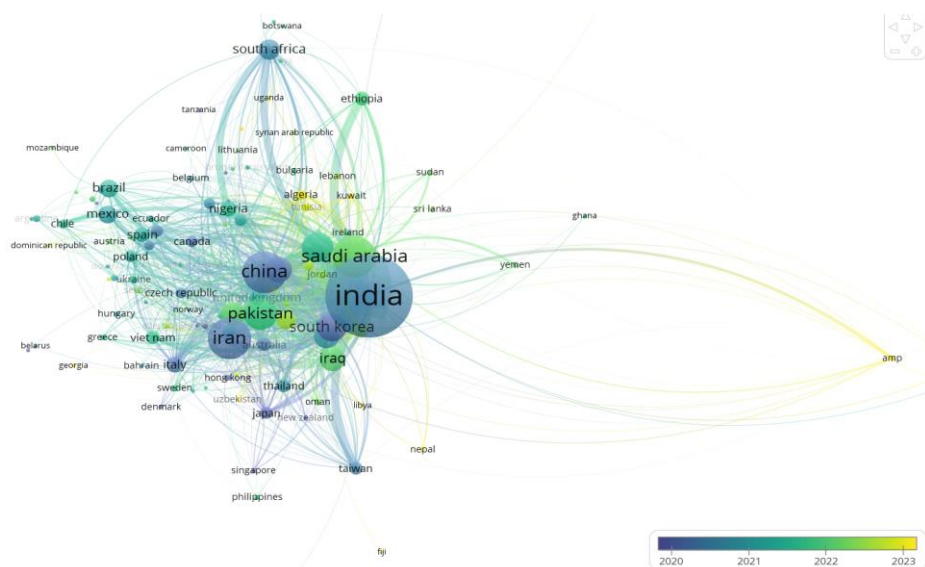 botswana
south africa
ethiopia
uganda
tanzania
syrian arab republic
mozambique
cameroon
lithuania
bulgaria
lebanon
sudan
belgium
brazil
algeria
kuwait
tunisia
nigeria
sri lanka
mexico
ecuador
chile
ghana
spain
ireland
dominican republic
austria
canada
poland
saudi arabia
yemen
china
jordan
ukraine
czech republic
united kingdom
india
hungary
norway
pakistan
south korea
greece
viet nam
iran
belarus
australia
iraq
amp
georgia
bahrain
italy
hong kong
sweden
thailand
uzbekistan
oman
libya
denmark
japan
new zealand
nepal
singapore
taiwan
philippines
fiji
2020 2021 2022 2023